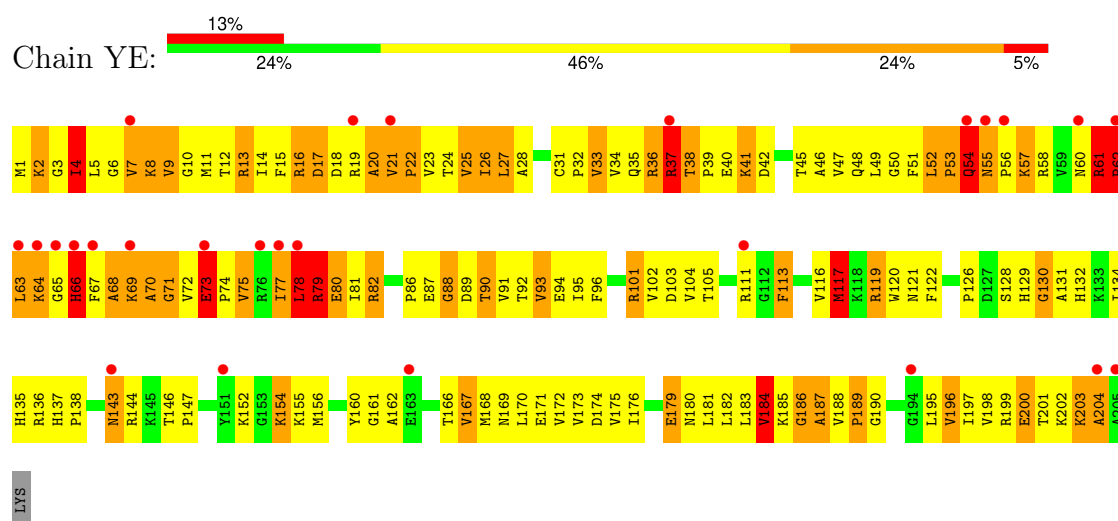 13%
Chain YE:
24% 46% 24% 5%
M1 K2 G3 I4 L5 G6 V7 K8 V9 G10 M11 T12 R13 I14 F15 R16 D17 D18 R19 A20 V21 P22 V23 T24 V25 I26 L27 A28 C31 P32 V33 V34 Q35 R36 R37 T38 P39 E40 K41 D42 T45 A46 V47 Q48 L49 G50 F51 L52 P53 Q54 N55 P56 K57 R58 V59 N60 R61
L63 K64 G65 H66 F67 A68 K69 A70 G71 V72 E73 P74 V75 R76 I77 L78 R79 E80 I81 R82 P86 E87 G88 D89 T90 V91 T92 V93 E94 I95 F96 R101 V102 D103 V104 T105 R111 G112 F113 V116 M117 K118 R119 W120 N121 F122 P126 D127 S128 H129 G130 A131 H132 K133
H135 R136 H137 P138 N143 R144 K145 T146 P147 Y151 K152 G153 K154 K155 M156 Y160 G161 A162 E163 T166 V167 M168 N169 L170 E171 V172 V173 D174 V175 I176 E179 N180 L181 L182 L183 V184 K185 G186 A187 V188 P189 G190 G194 L195 V196 I197 V198 R199 E200 T201 K202 K203 A204
LYS